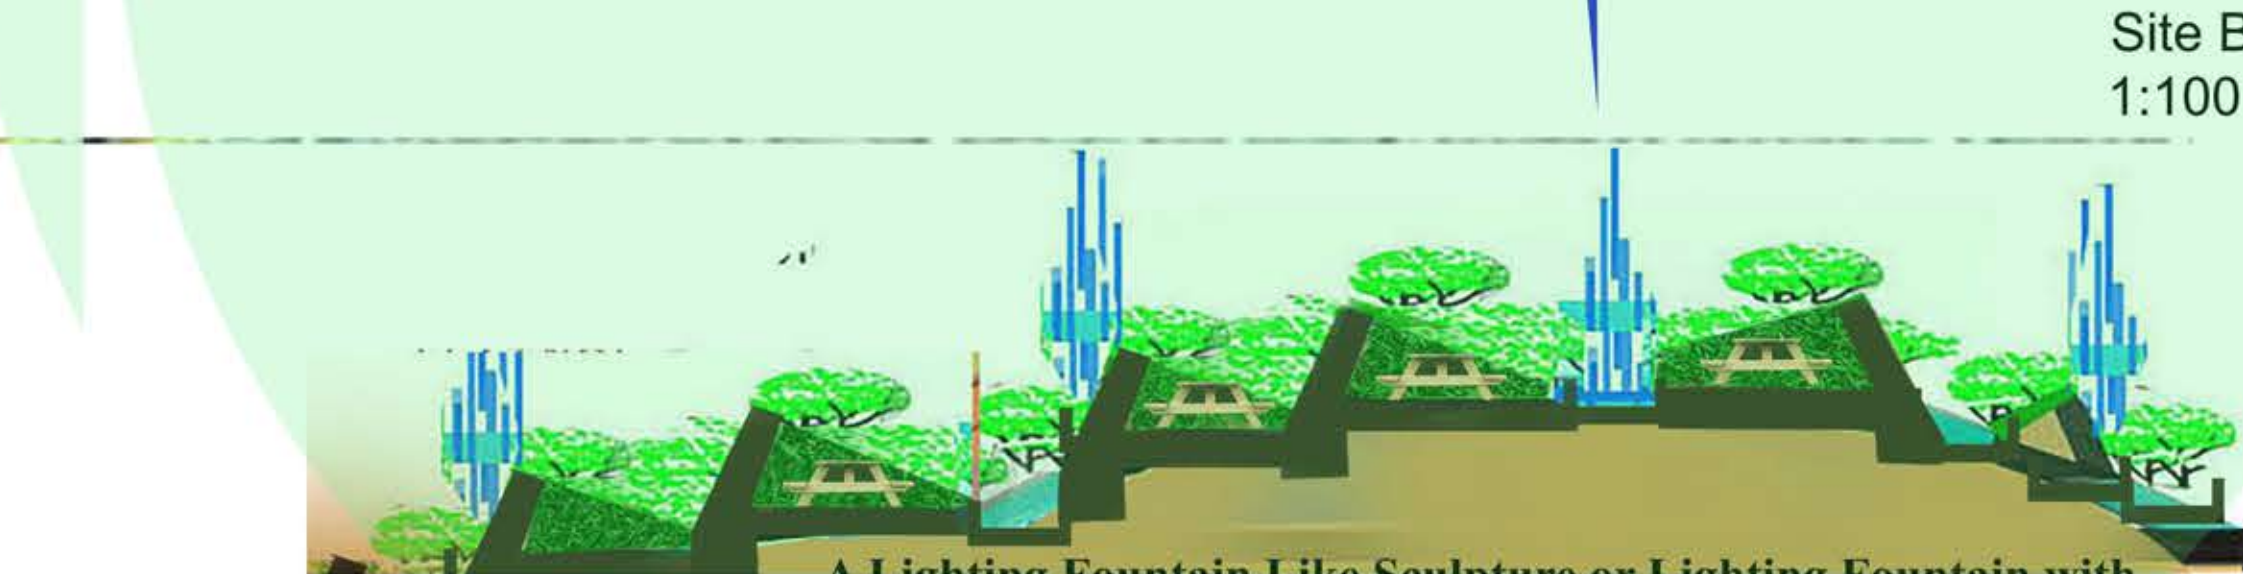 Site B
1:100
A Lighting Fountain Like Sculpture or Lighting Fountain with